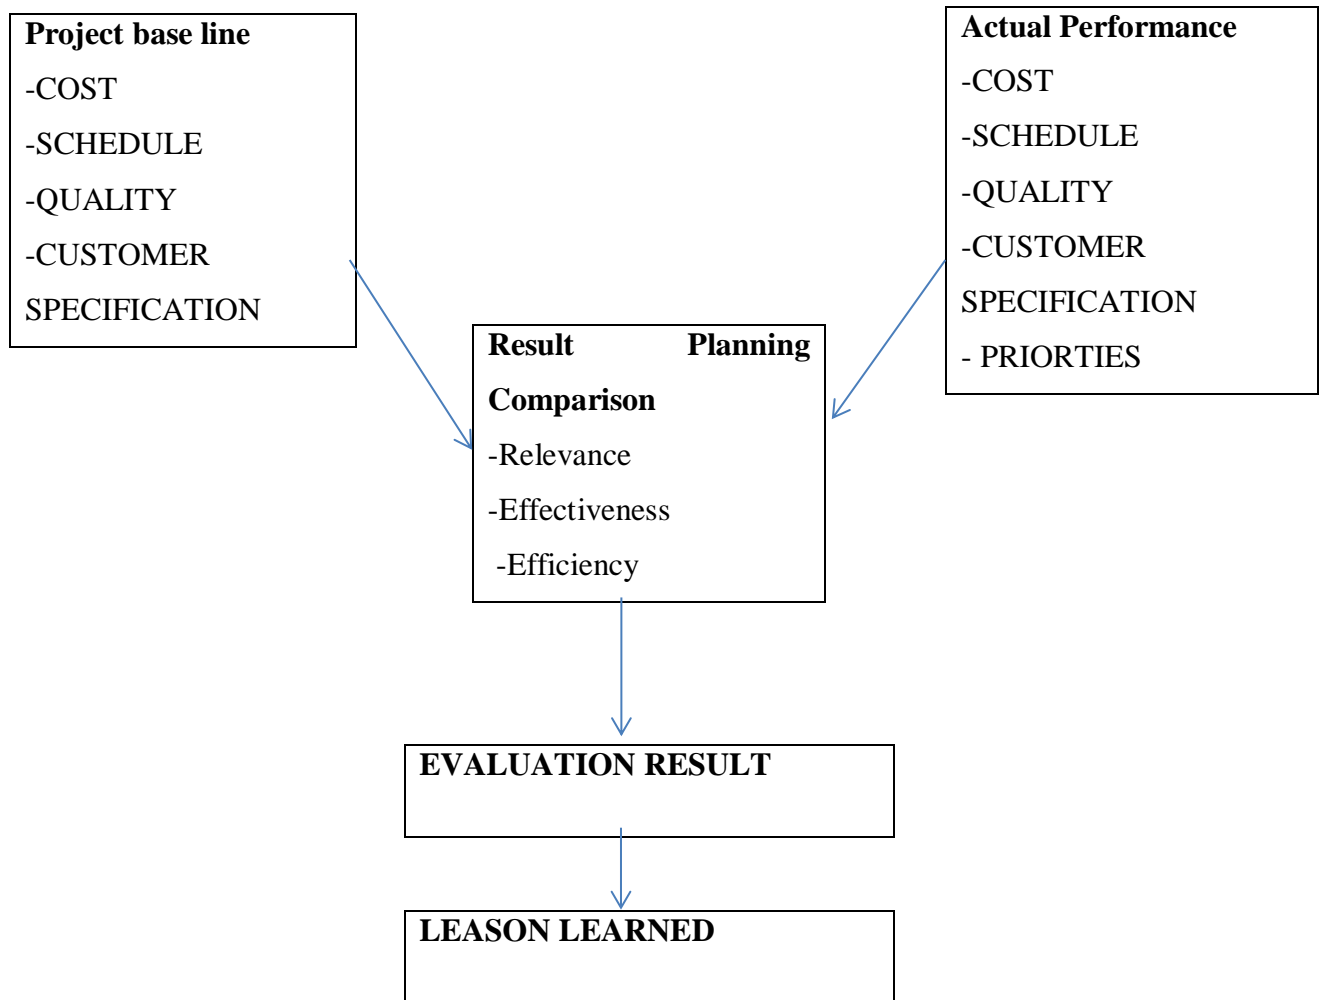 Project base line
-COST
-SCHEDULE
-QUALITY
-CUSTOMER
SPECIFICATION
Actual Performance
-COST
-SCHEDULE
-QUALITY
-CUSTOMER
SPECIFICATION
- PRIORTIES
Result Planning
Comparison
-Relevance
-Effectiveness
-Efficiency
EVALUATION RESULT
LEASON LEARNED